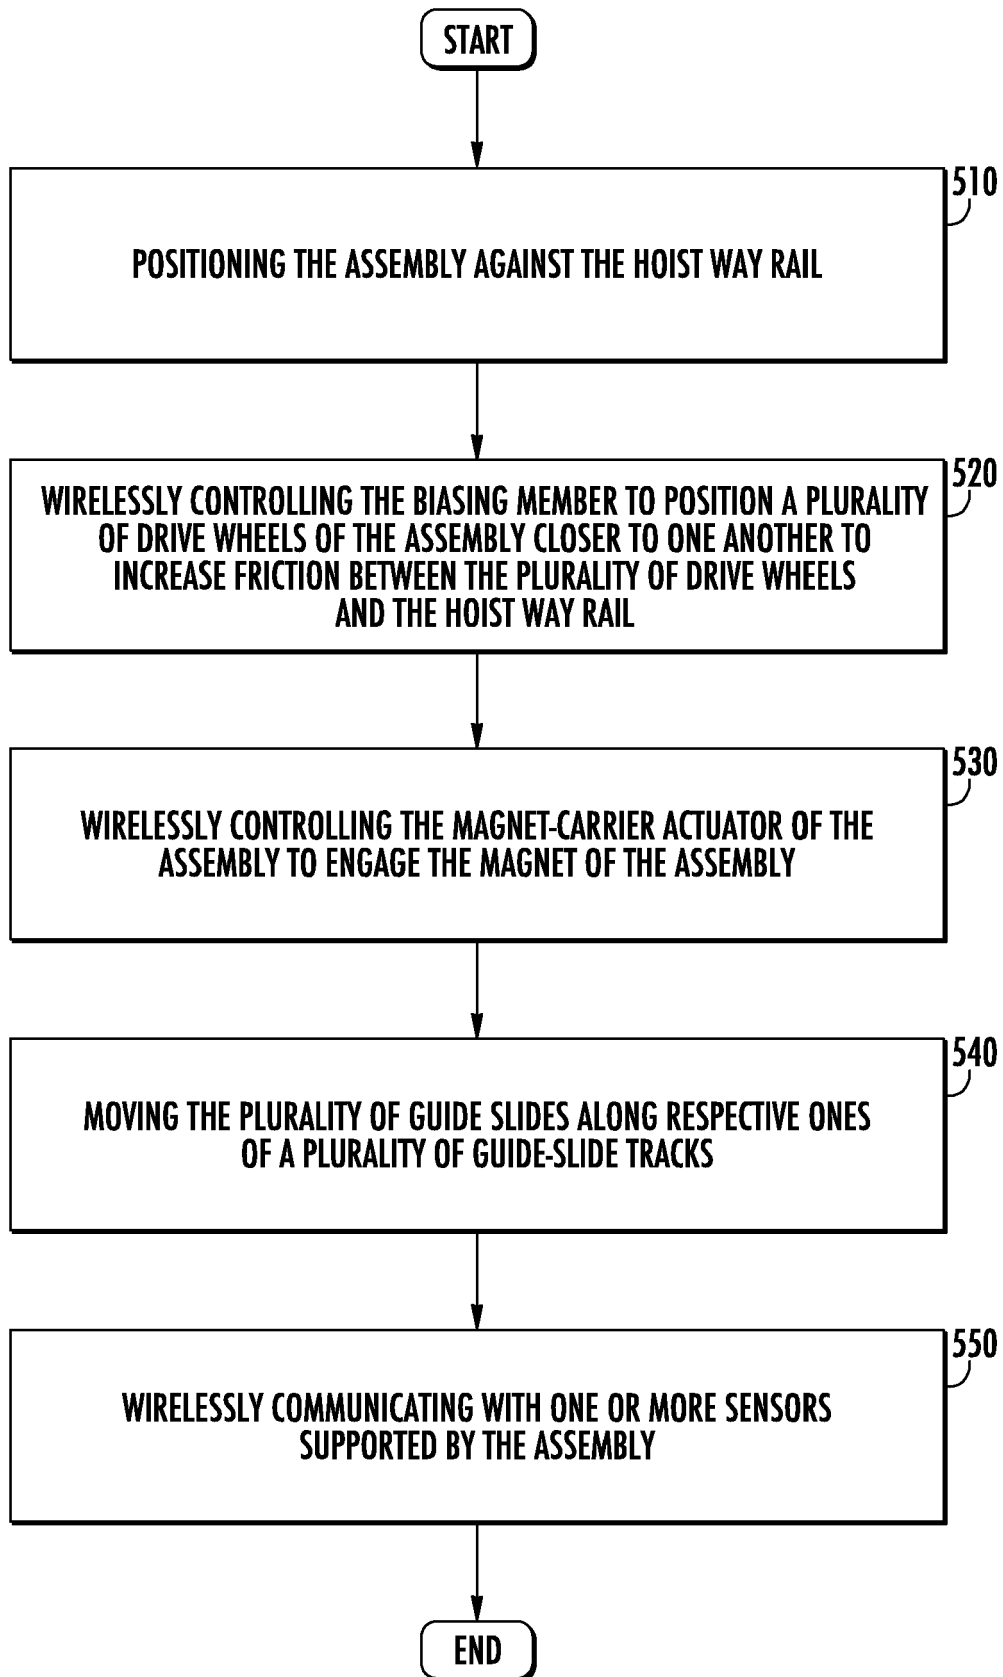 START
510
POSITIONING THE ASSEMBLY AGAINST THE HOIST WAY RAIL
520
WIRELESSLY CONTROLLING THE BIASING MEMBER TO POSITION A PLURALITY
OF DRIVE WHEELS OF THE ASSEMBLY CLOSER TO ONE ANOTHER TO
INCREASE FRICTION BETWEEN THE PLURALITY OF DRIVE WHEELS
AND THE HOIST WAY RAIL
530
WIRELESSLY CONTROLLING THE MAGNET-CARRIER ACTUATOR OF THE
ASSEMBLY TO ENGAGE THE MAGNET OF THE ASSEMBLY
540
MOVING THE PLURALITY OF GUIDE SLIDES ALONG RESPECTIVE ONES
OF A PLURALITY OF GUIDE-SLIDE TRACKS
550
WIRELESSLY COMMUNICATING WITH ONE OR MORE SENSORS
SUPPORTED BY THE ASSEMBLY
END